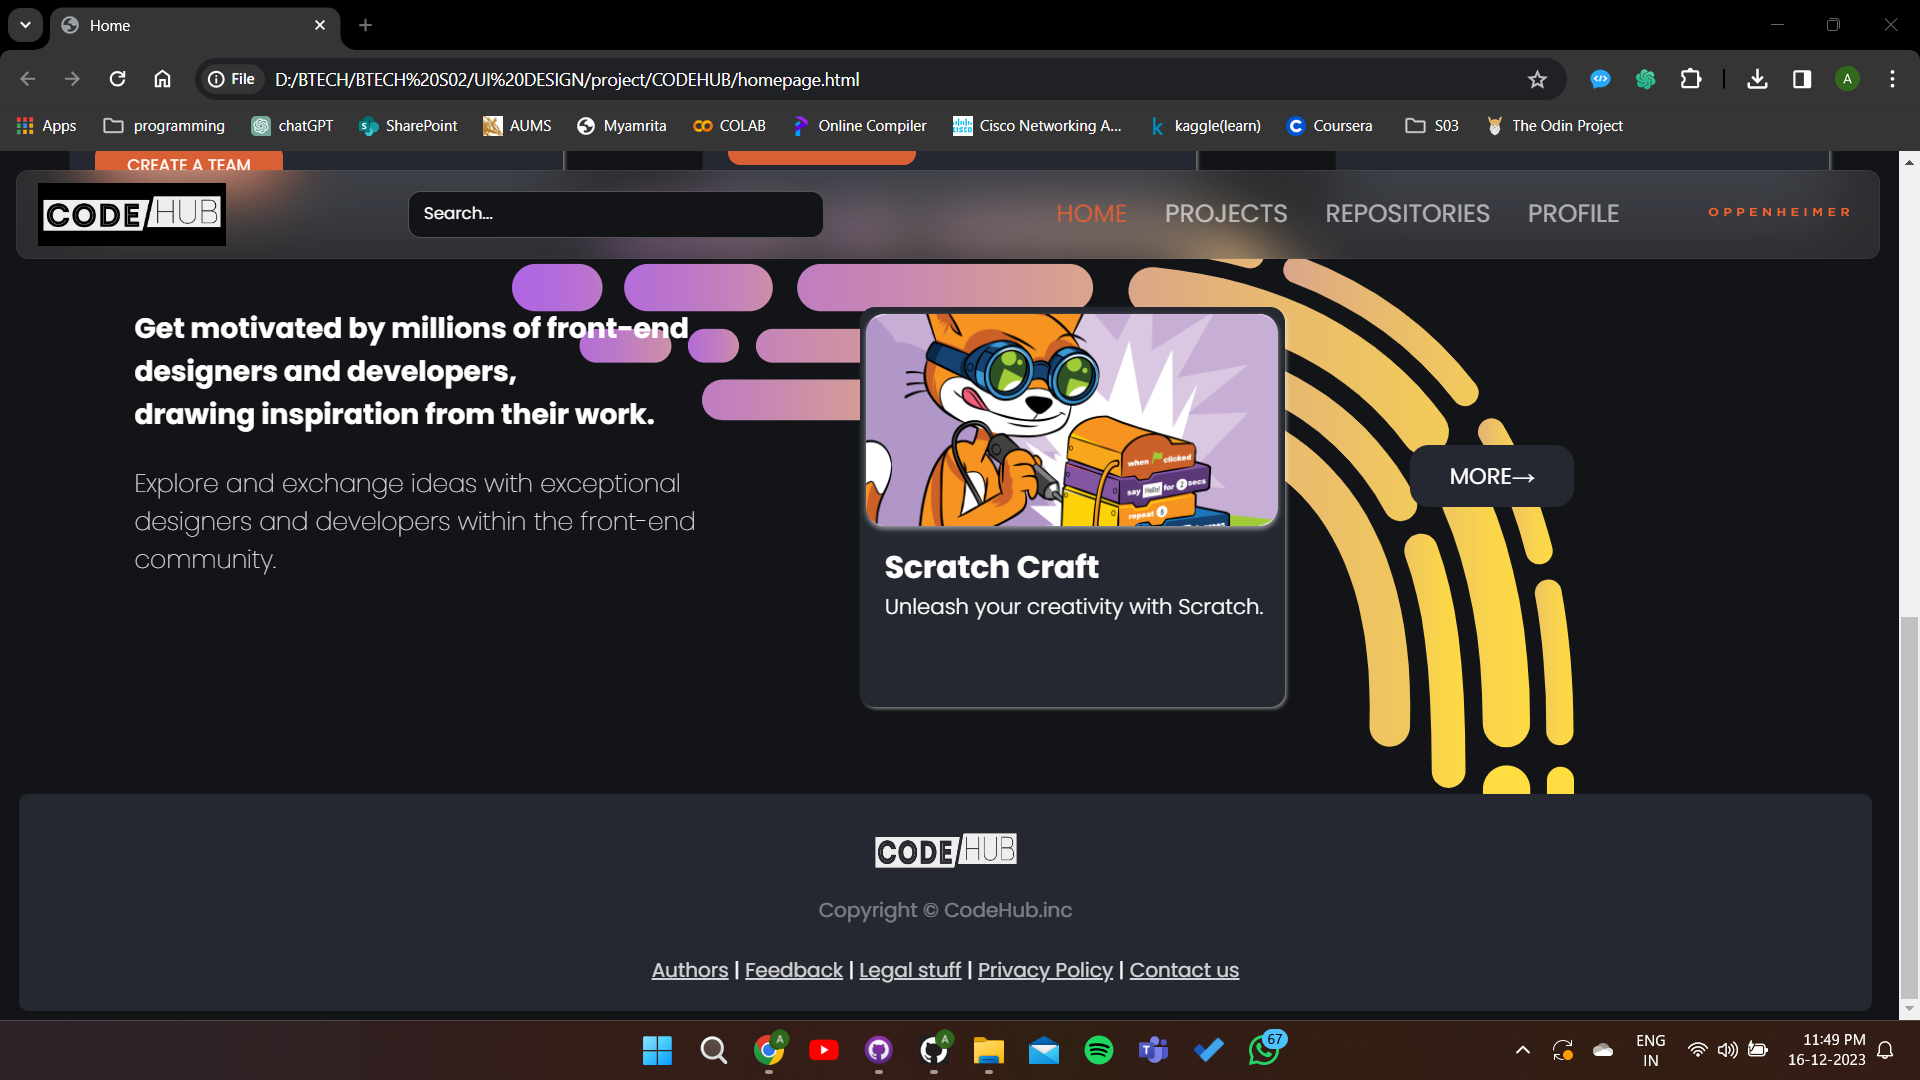 Home
File
D:/BTECH/BTECH%20S02/UI%20DESIGN/project/CODEHUB/homepage.html
A
Apps
programming
chatGPT
SharePoint
AUMS
Myamrita
COLAB
Online Compiler
Cisco Networking A...
kaggle(learn)
Coursera
S03
The Odin Project
CREATE A TEAM
CODE/HUB
Search...
HOME
PROJECTS
REPOSITORIES
PROFILE
OPPENHEIMER
Get motivated by millions of front-end
designers and developers,
drawing inspiration from their work.
Explore and exchange ideas with exceptional
designers and developers within the front-end
community.
when clicked
say Hello! for 2 secs
repeat 8
Scratch Craft
Unleash your creativity with Scratch.
MORE→
CODE/HUB
Copyright © CodeHub.inc
Authors | Feedback | Legal stuff | Privacy Policy | Contact us
67
ENG
IN
11:49 PM
16-12-2023